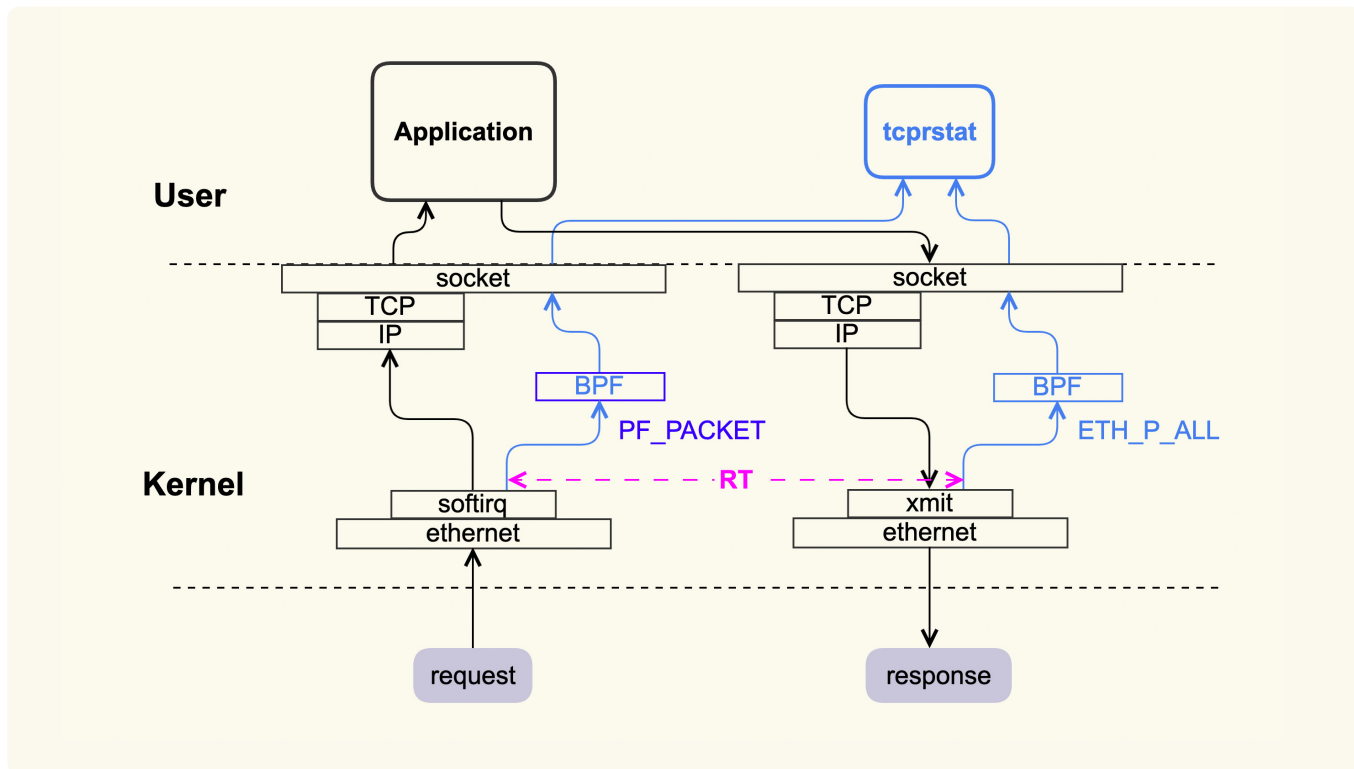 Application
tcprstat
User
socket
socket
TCP
TCP
IP
IP
BPF
BPF
PF_PACKET
ETH_P_ALL
RT
Kernel
softirq
xmit
ethernet
ethernet
request
response